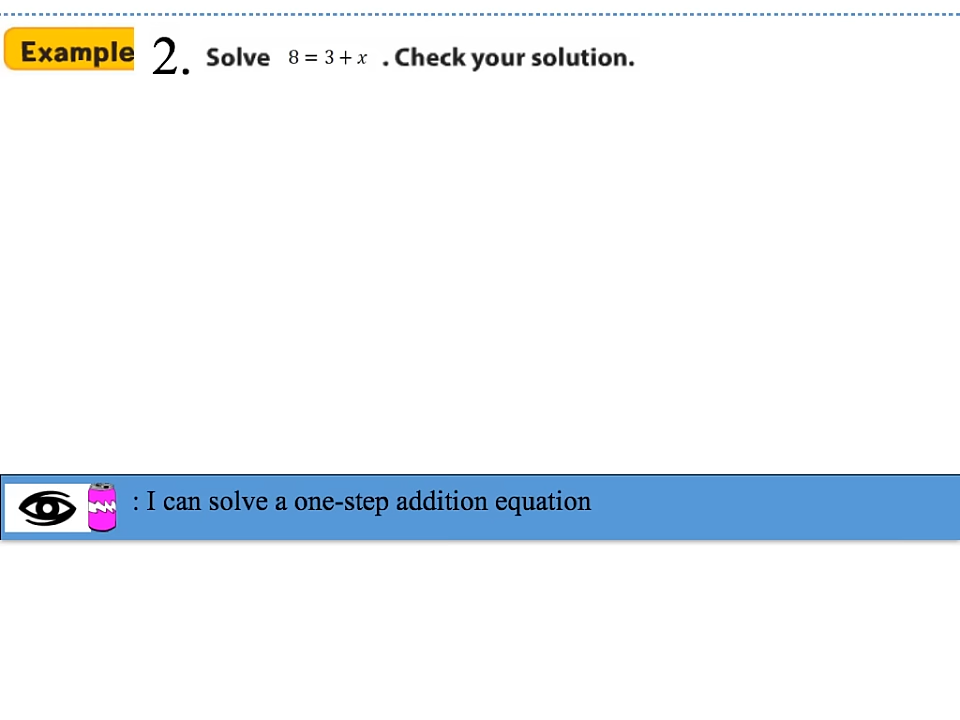 Example 2. Solve 8 = 3 + x . Check your solution.
: I can solve a one-step addition equation